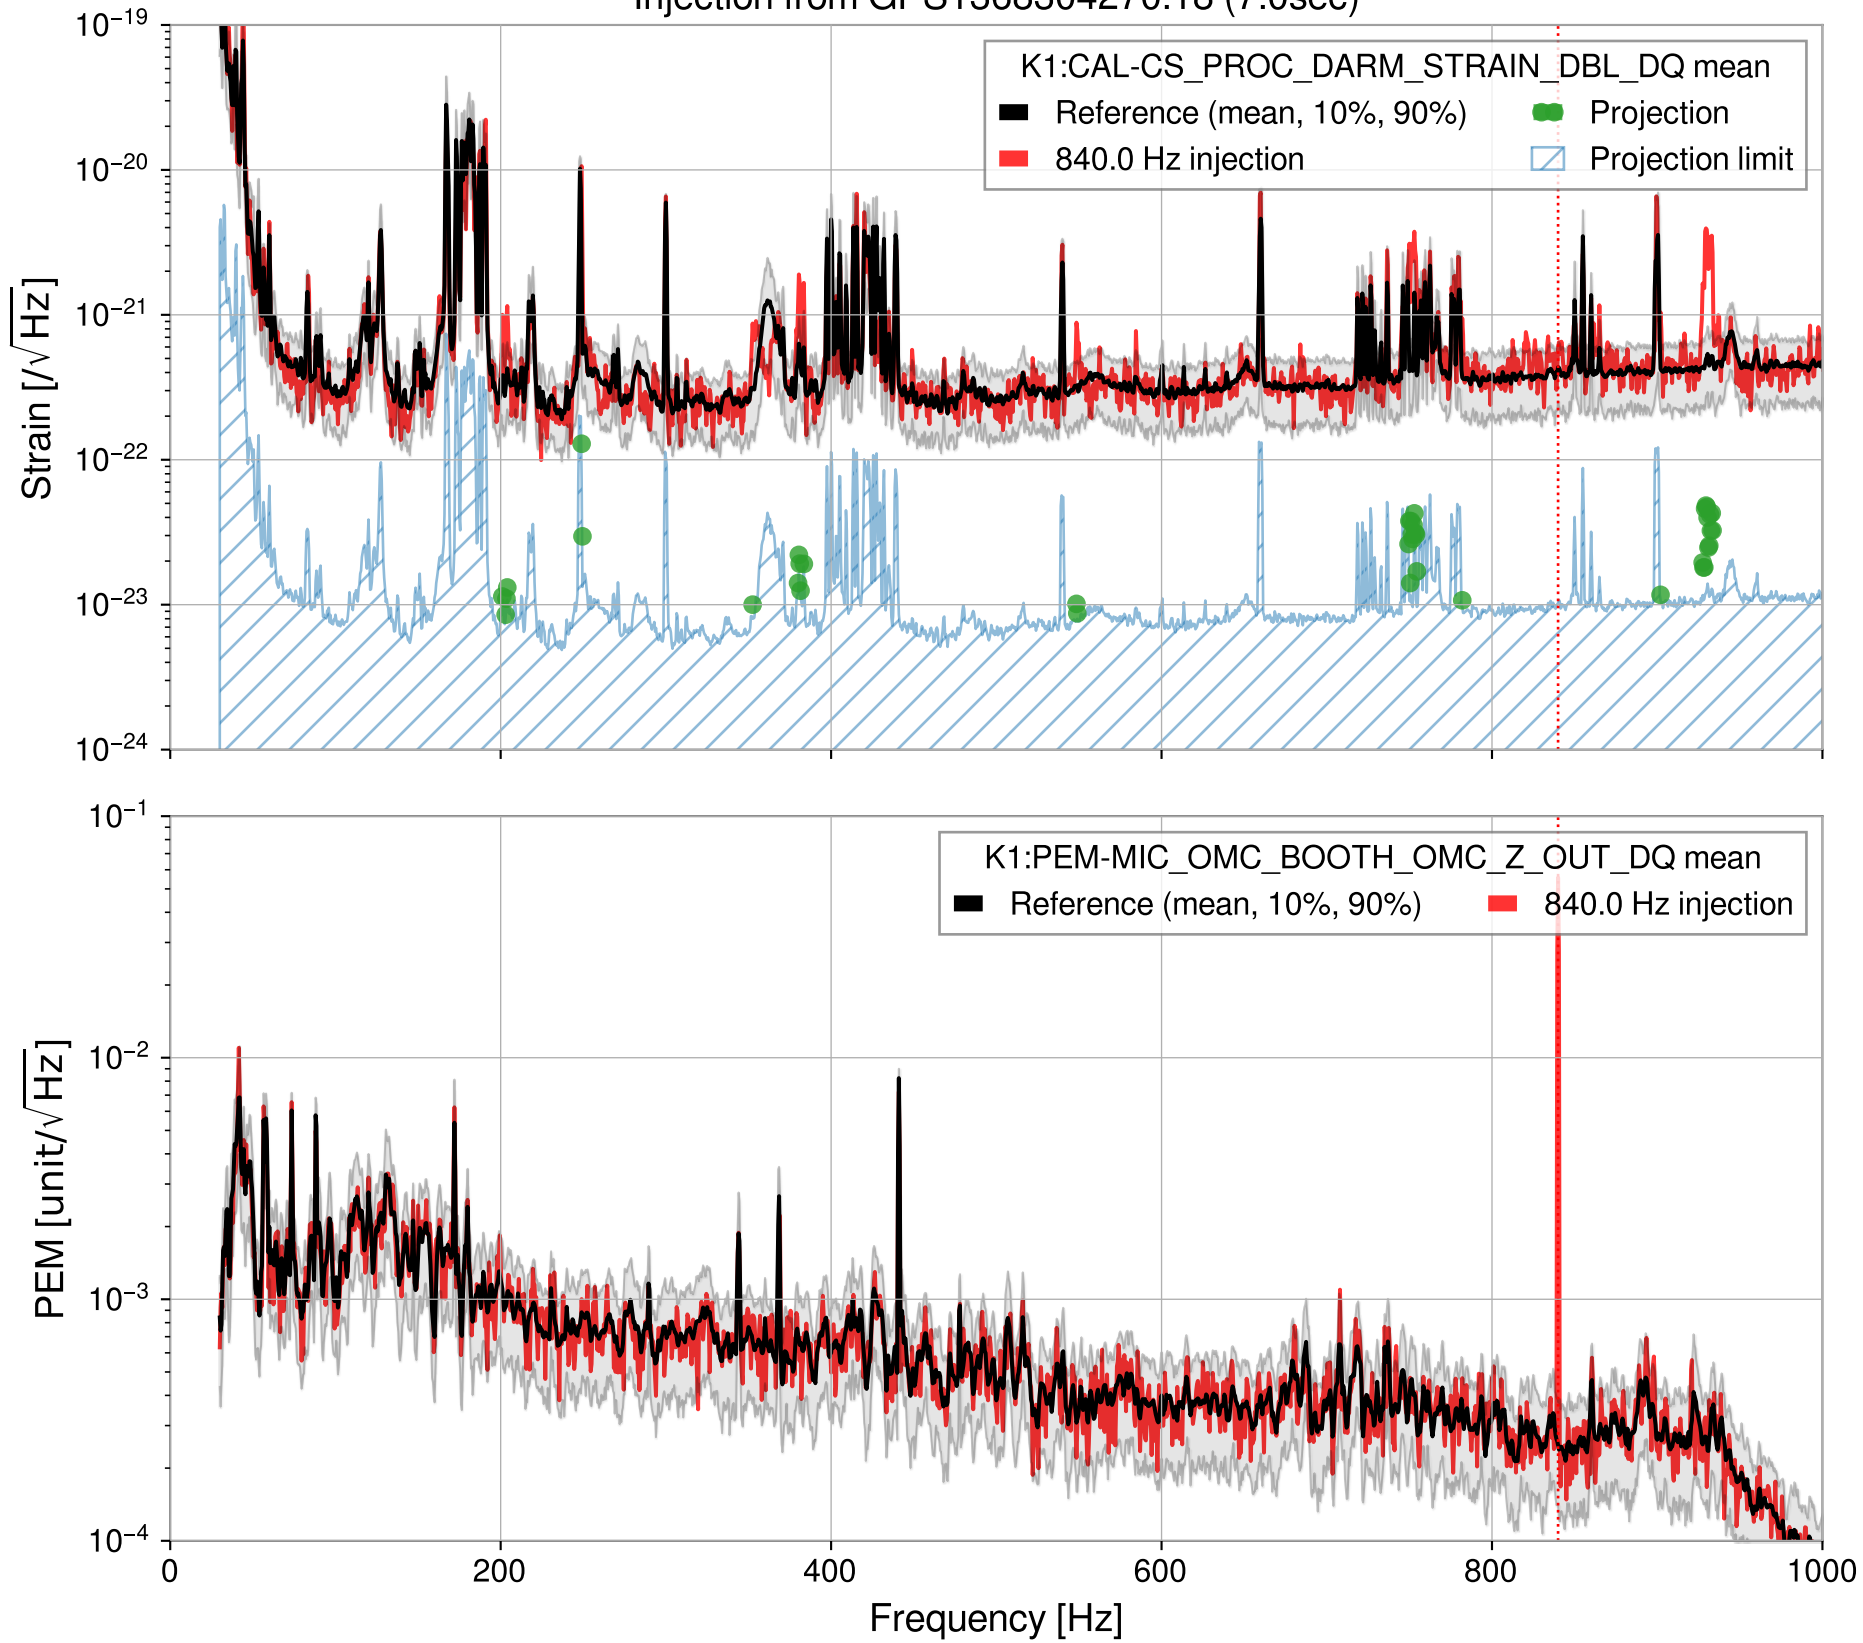 10⁻¹⁹
10⁻²⁰
10⁻²¹
10⁻²²
10⁻²³
10⁻²⁴
Strain [/√Hz]
K1:CAL-CS_PROC_DARM_STRAIN_DBL_DQ mean
Reference (mean, 10%, 90%)
Projection
840.0 Hz injection
Projection limit
10⁻¹
10⁻²
10⁻³
10⁻⁴
PEM [unit/√Hz]
K1:PEM-MIC_OMC_BOOTH_OMC_Z_OUT_DQ mean
Reference (mean, 10%, 90%)
840.0 Hz injection
0 200 400 600 800 1000
Frequency [Hz]